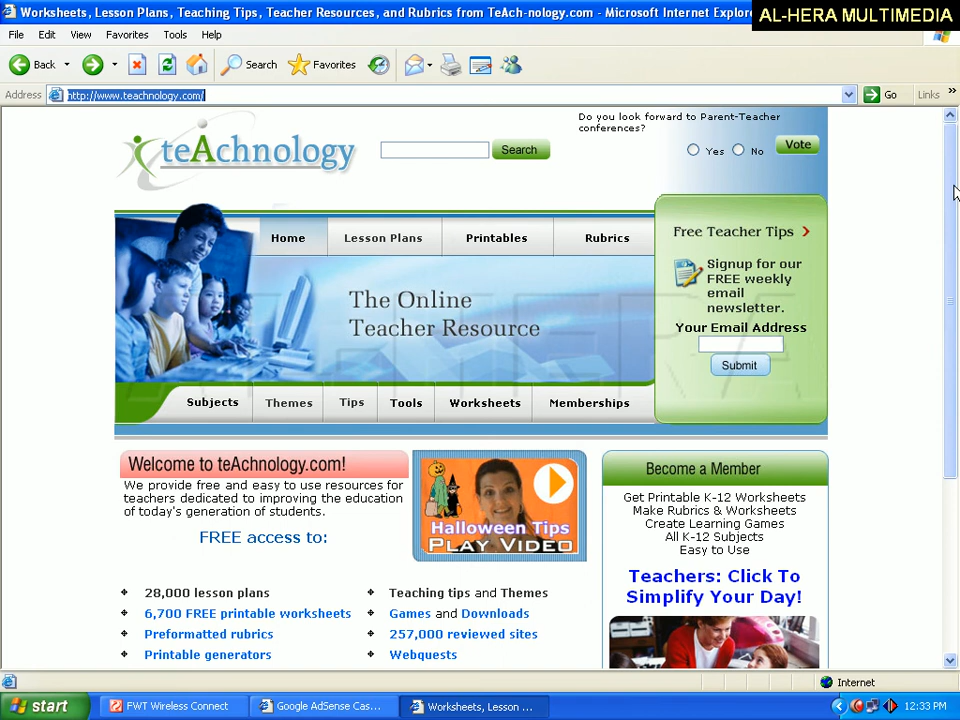 Worksheets, Lesson Plans, Teaching Tips, Teacher Resources, and Rubrics from TeAch-nology.com - Microsoft Internet Explore
AL-HERA MULTIMEDIA
File Edit View Favorites Tools Help
Back Search Favorites
Address http://www.teachnology.com/ Go Links »
teAchnology
Search
Do you look forward to Parent-Teacher
conferences?
Yes No Vote
Home Lesson Plans Printables Rubrics
The Online
Teacher Resource
Free Teacher Tips
Signup for our
FREE weekly
email
newsletter.
Your Email Address
Submit
Subjects Themes Tips Tools Worksheets Memberships
Welcome to teAchnology.com!
We provide free and easy to use resources for
teachers dedicated to improving the education
of today's generation of students.
FREE access to:
Halloween Tips
PLAY VIDEO
28,000 lesson plans
6,700 FREE printable worksheets
Preformatted rubrics
Printable generators
Teaching tips and Themes
Games and Downloads
257,000 reviewed sites
Webquests
Become a Member
Get Printable K-12 Worksheets
Make Rubrics & Worksheets
Create Learning Games
All K-12 Subjects
Easy to Use
Teachers: Click To
Simplify Your Day!
Internet
start FWT Wireless Connect Google AdSense Cas... Worksheets, Lesson ... 12:33 PM